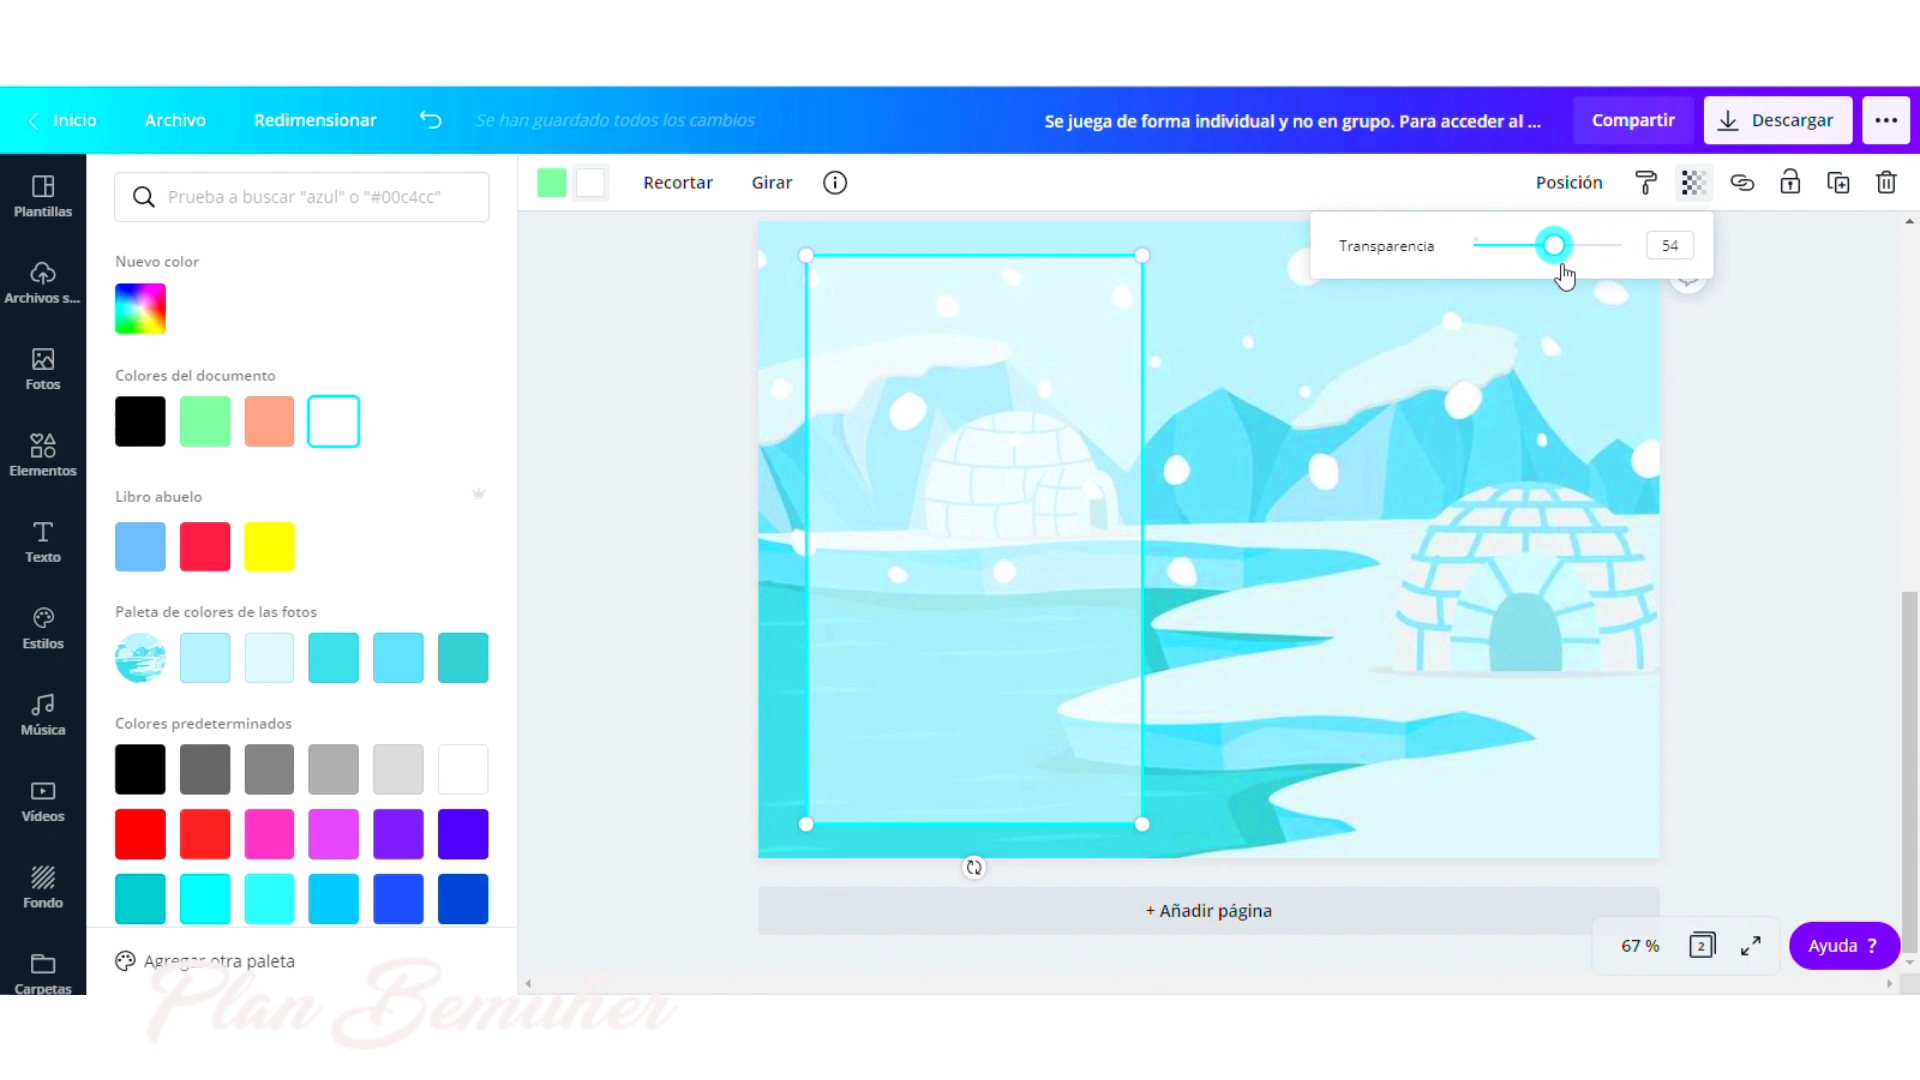 Inicio
Archivo
Redimensionar
Se han guardado todos los cambios
Se juega de forma individual y no en grupo. Para acceder al ...
Compartir
Descargar
Plantillas
Archivos s...
Fotos
Elementos
Texto
Estilos
Música
Vídeos
Fondo
Carpetas
Prueba a buscar "azul" o "#00c4cc"
Nuevo color
Colores del documento
Libro abuelo
Paleta de colores de las fotos
Colores predeterminados
Agregar otra paleta
Recortar
Girar
Posición
Transparencia
54
+ Añadir página
67 %
2
Ayuda ?
Plan Bemuher